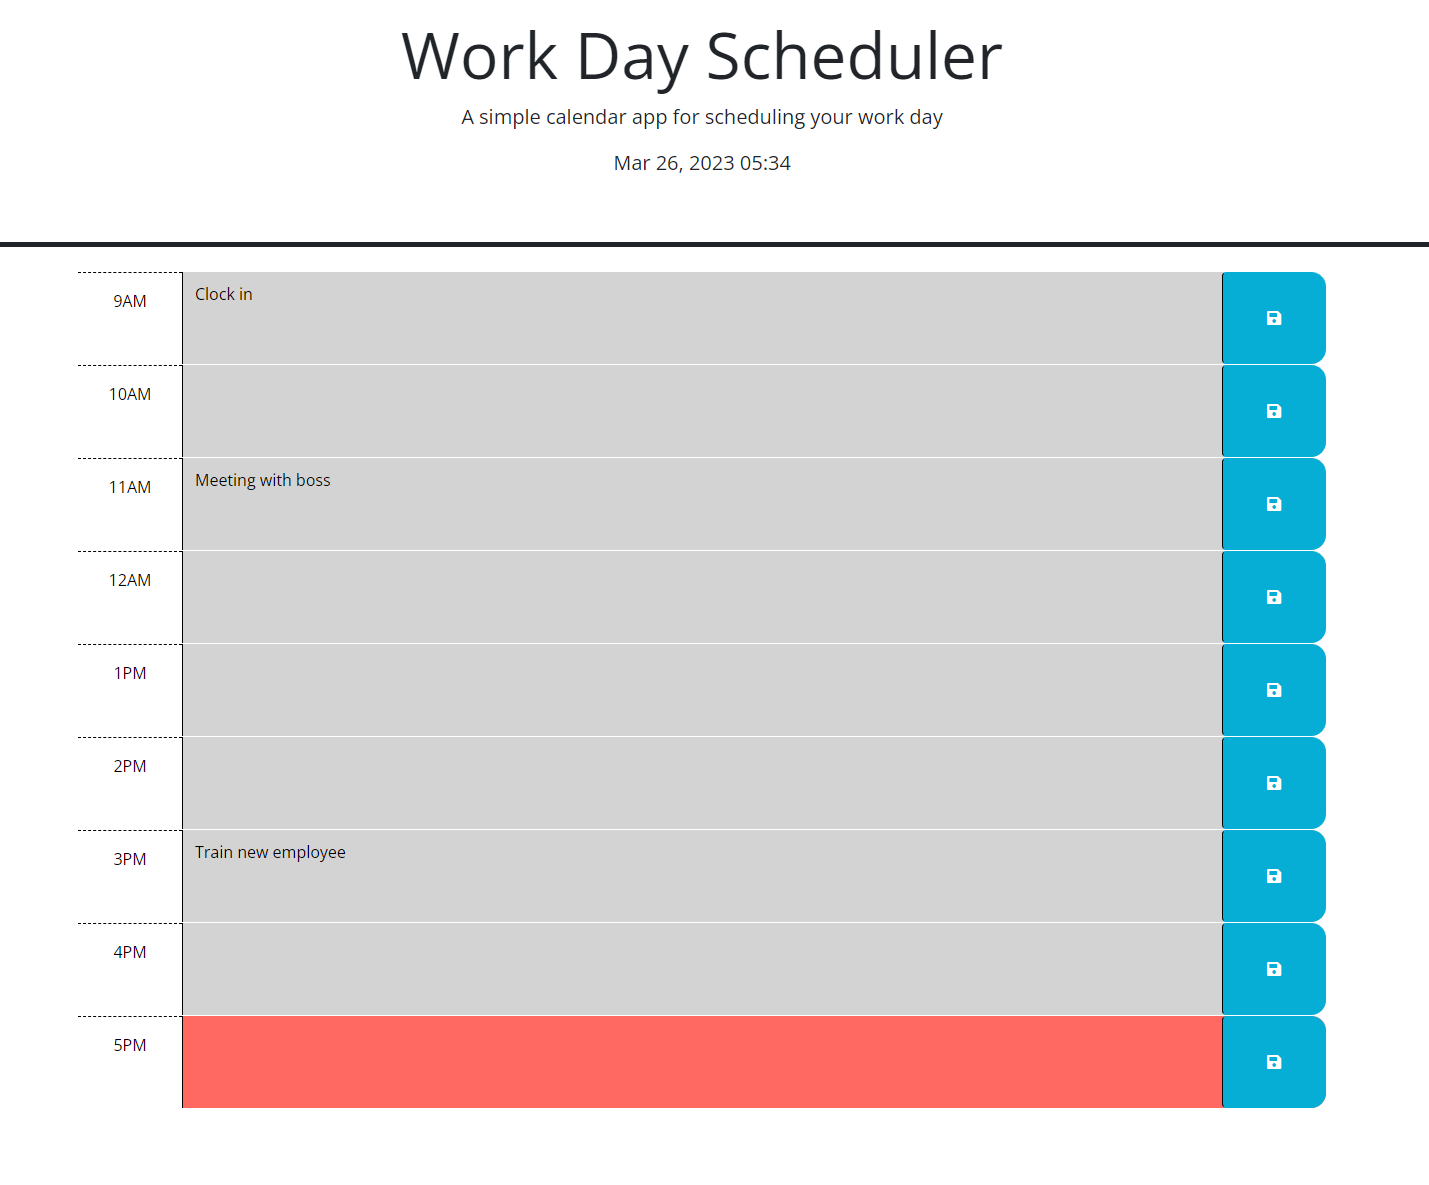 Work Day Scheduler
A simple calendar app for scheduling your work day
Mar 26, 2023 05:34
9AM
Clock in
10AM
11AM
Meeting with boss
12AM
1PM
2PM
3PM
Train new employee
4PM
5PM